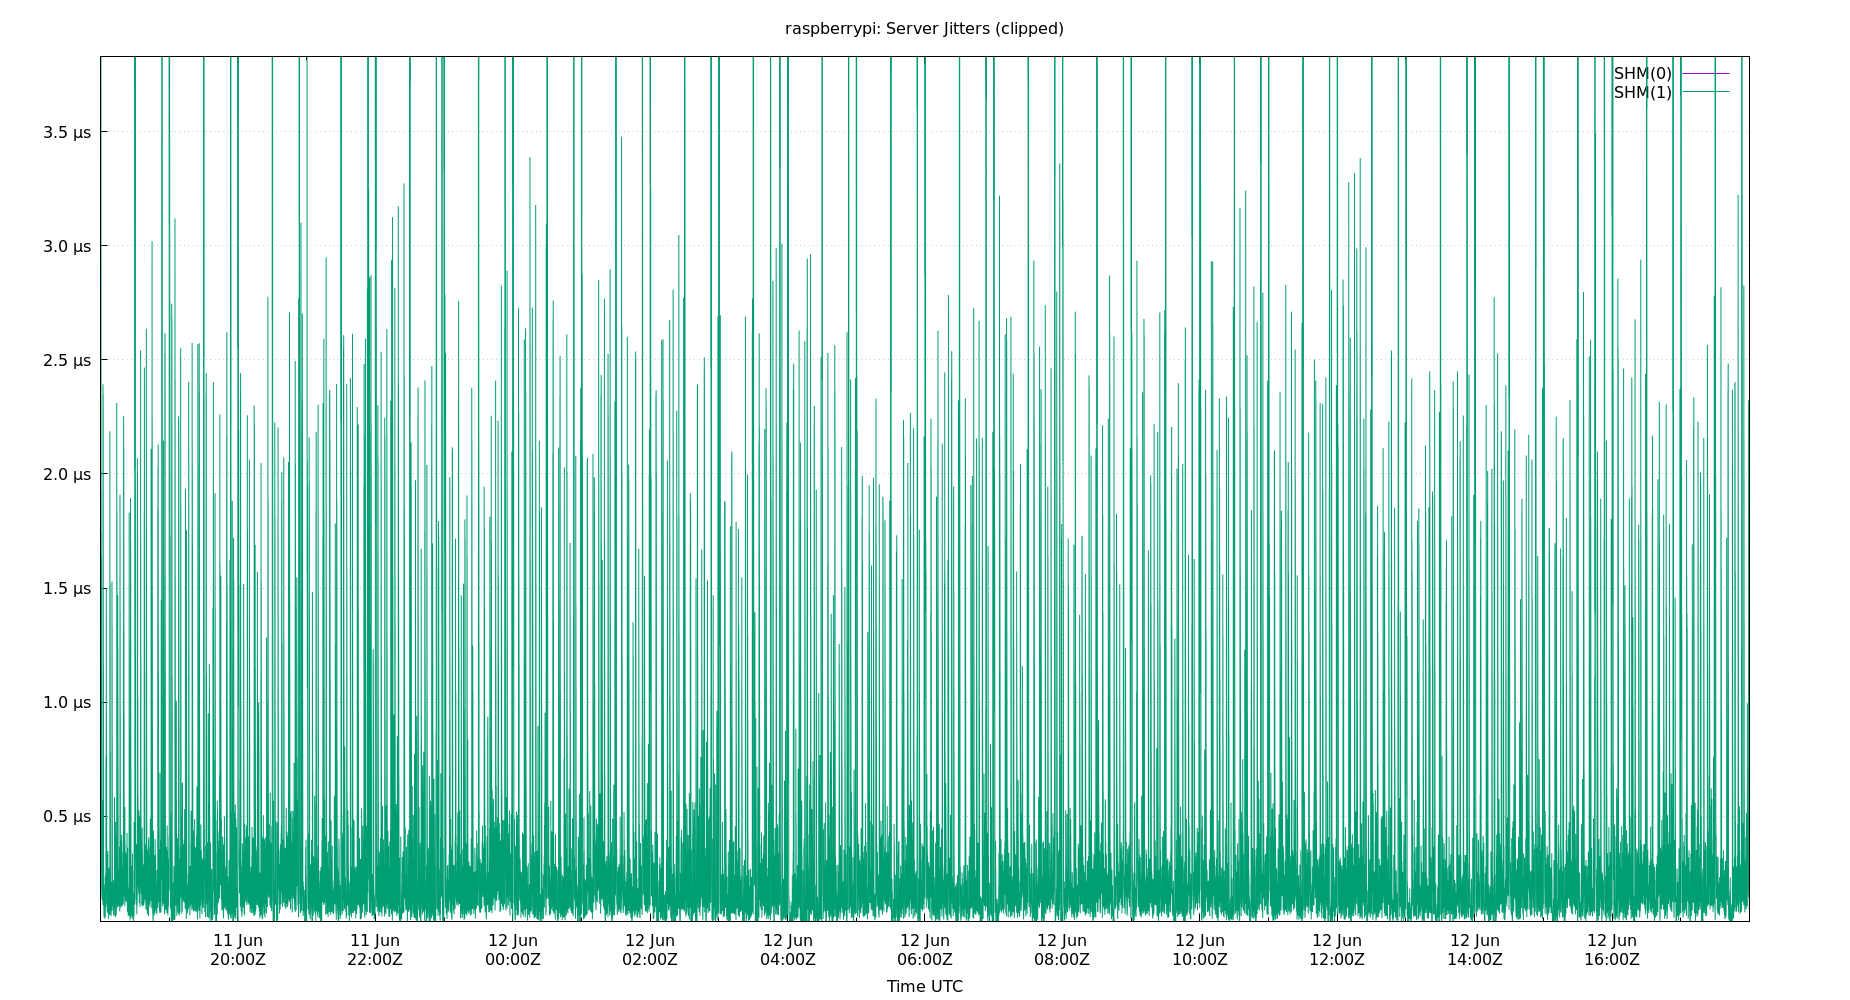 raspberrypi: Server Jitters (clipped)
SHM(0)
SHM(1)
3.5 µs
3.0 µs
2.5 µs
2.0 µs
1.5 µs
1.0 µs
0.5 µs
11 Jun 11 Jun 12 Jun 12 Jun 12 Jun 12 Jun 12 Jun 12 Jun 12 Jun 12 Jun 12 Jun
20:00Z 22:00Z 00:00Z 02:00Z 04:00Z 06:00Z 08:00Z 10:00Z 12:00Z 14:00Z 16:00Z
Time UTC